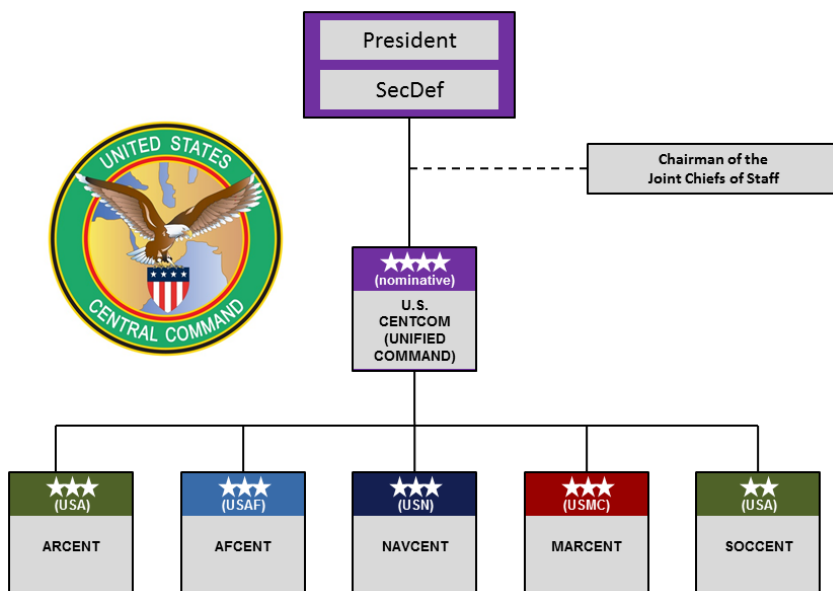 President
SecDef
UNITED STATES
CENTRAL COMMAND
Chairman of the
Joint Chiefs of Staff
(nominative)
U.S.
CENTCOM
(UNIFIED
COMMAND)
(USA)
ARCENT
(USAF)
AFCENT
(USN)
NAVCENT
(USMC)
MARCENT
(USA)
SOCCENT